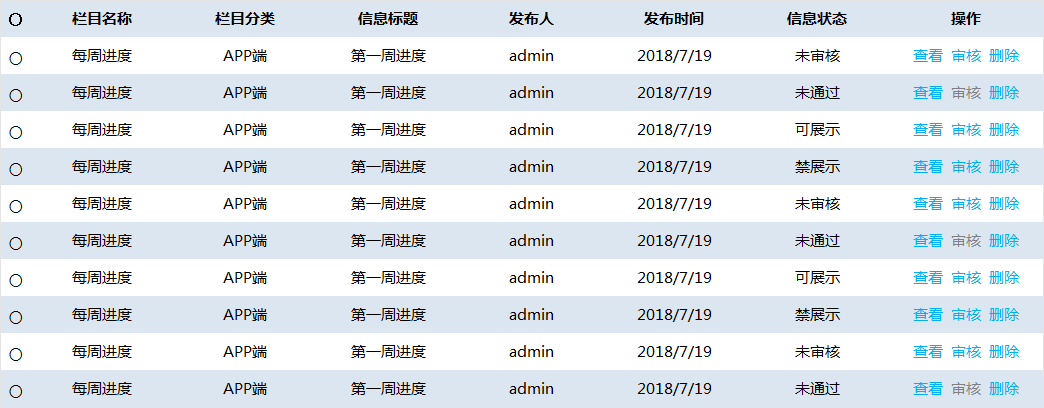 栏目名称 栏目分类 信息标题 发布人 发布时间 信息状态 操作
每周进度 APP端 第一周进度 admin 2018/7/19 未审核 查看 审核 删除
每周进度 APP端 第一周进度 admin 2018/7/19 未通过 查看 审核 删除
每周进度 APP端 第一周进度 admin 2018/7/19 可展示 查看 审核 删除
每周进度 APP端 第一周进度 admin 2018/7/19 禁展示 查看 审核 删除
每周进度 APP端 第一周进度 admin 2018/7/19 未审核 查看 审核 删除
每周进度 APP端 第一周进度 admin 2018/7/19 未通过 查看 审核 删除
每周进度 APP端 第一周进度 admin 2018/7/19 可展示 查看 审核 删除
每周进度 APP端 第一周进度 admin 2018/7/19 禁展示 查看 审核 删除
每周进度 APP端 第一周进度 admin 2018/7/19 未审核 查看 审核 删除
每周进度 APP端 第一周进度 admin 2018/7/19 未通过 查看 审核 删除